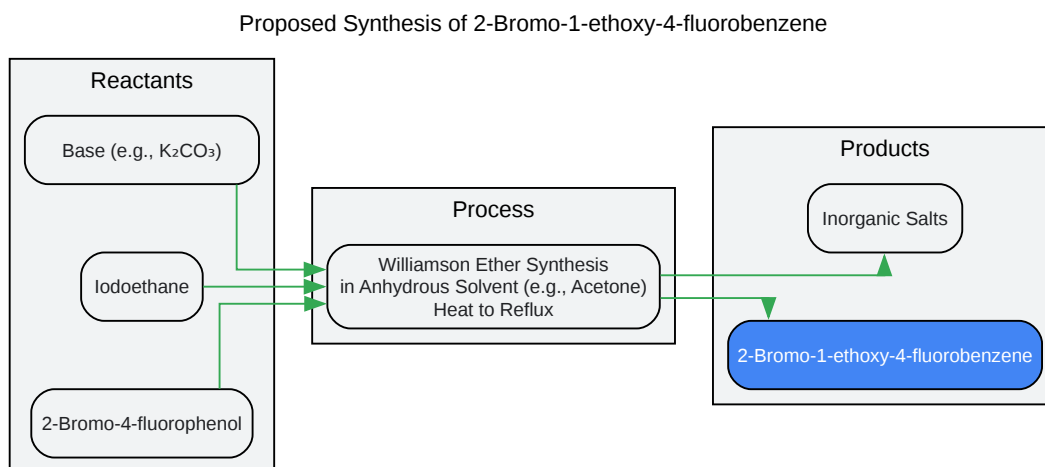 Proposed Synthesis of 2-Bromo-1-ethoxy-4-fluorobenzene
Reactants
Base (e.g., K₂CO₃)
Iodoethane
2-Bromo-4-fluorophenol
Process
Williamson Ether Synthesis
in Anhydrous Solvent (e.g., Acetone)
Heat to Reflux
Products
Inorganic Salts
2-Bromo-1-ethoxy-4-fluorobenzene